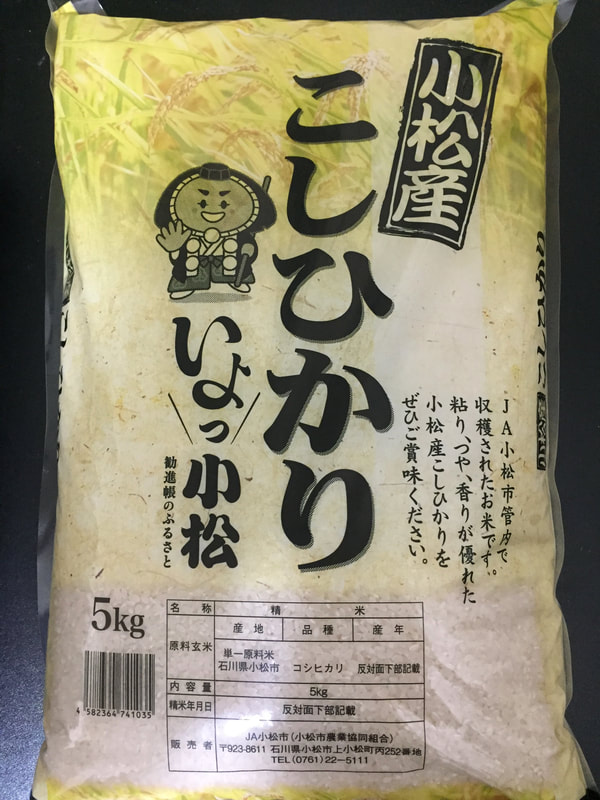 小松産
こしひかり
いよっ小松
勧進帳のふるさと
JA小松市管内で
収穫されたお米です。
粘り、つや、香りが優れた
小松産こしひかりを
ぜひご賞味ください。
5kg
4 582364 741035
名 称 精 米
原料玄米 産 地 品 種 産 年
単一原料米
石川県小松市 コシヒカリ 反対面下部記載
内 容 量 5kg
精米年月日 反対面下部記載
販 売 者 JA小松市(小松市農業協同組合)
〒923-8611 石川県小松市上小松町丙252番地
TEL(0761)22-5111